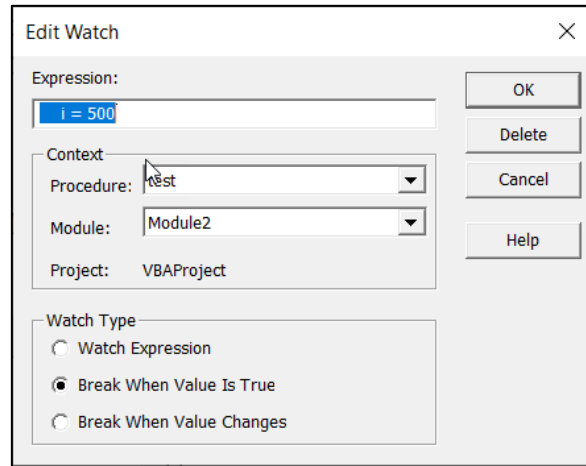 Edit Watch
Expression:
i = 500
OK
Delete
Cancel
Help
Context
Procedure: test
Module: Module2
Project: VBAProject
Watch Type
Watch Expression
Break When Value Is True
Break When Value Changes